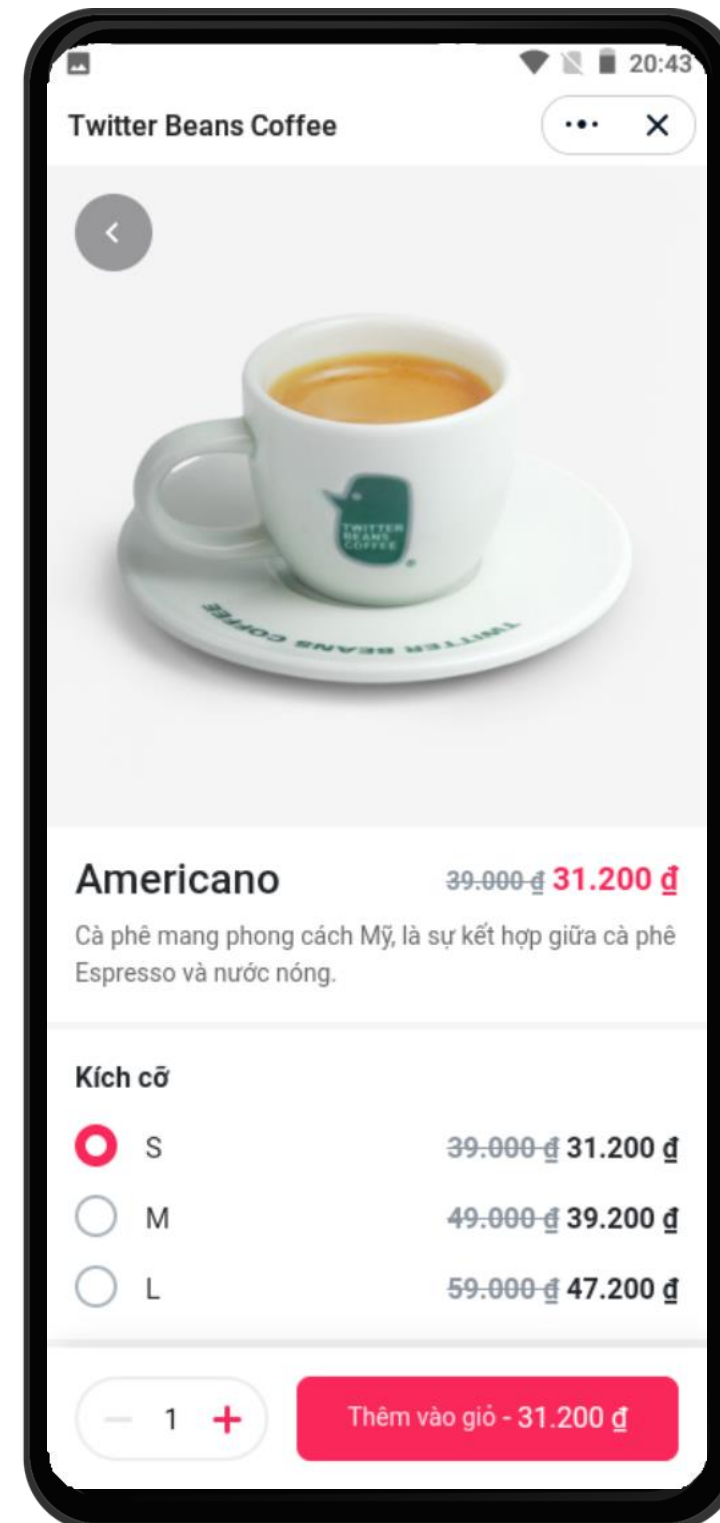 20:43
Twitter Beans Coffee
TWITTER
BEANS
COFFEE
TWITTER BEANS COFFEE
Americano
39.000 ₫ 31.200 ₫
Cà phê mang phong cách Mỹ, là sự kết hợp giữa cà phê
Espresso và nước nóng.
Kích cỡ
S 39.000 ₫ 31.200 ₫
M 49.000 ₫ 39.200 ₫
L 59.000 ₫ 47.200 ₫
1 Thêm vào giỏ - 31.200 ₫